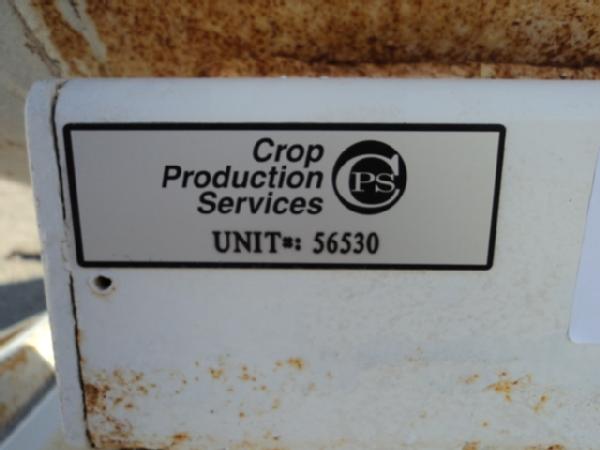 Crop
Production
Services
CPS
UNIT#: 56530